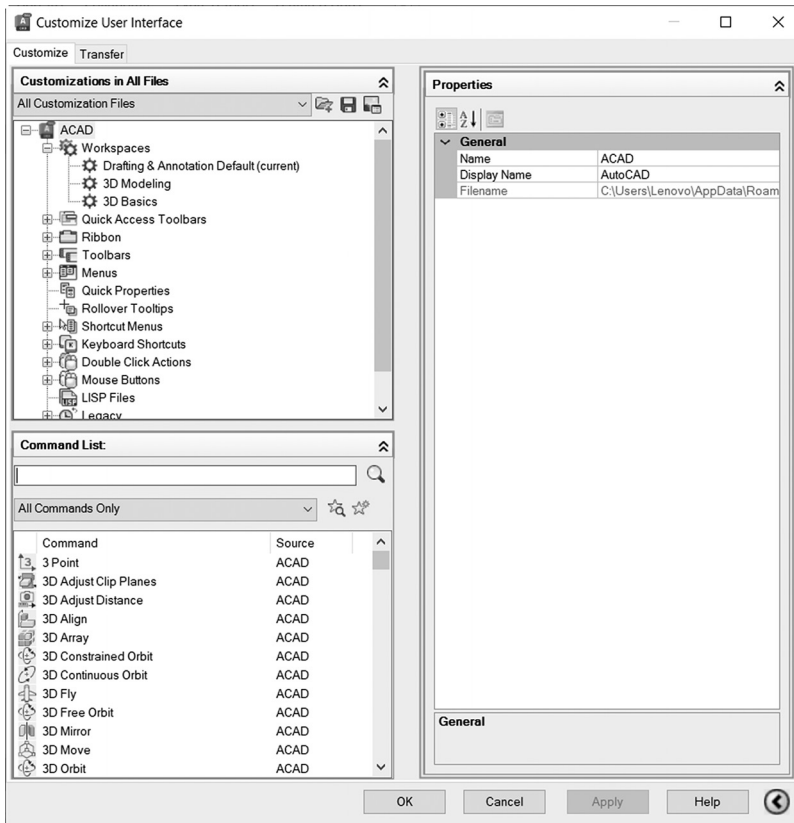 Customize User Interface
Customize Transfer
Customizations in All Files
All Customization Files
ACAD
Workspaces
Drafting & Annotation Default (current)
3D Modeling
3D Basics
Quick Access Toolbars
Ribbon
Toolbars
Menus
Quick Properties
Rollover Tooltips
Shortcut Menus
Keyboard Shortcuts
Double Click Actions
Mouse Buttons
LISP Files
Legacy
Command List:
All Commands Only
Command Source
3 Point ACAD
3D Adjust Clip Planes ACAD
3D Adjust Distance ACAD
3D Align ACAD
3D Array ACAD
3D Constrained Orbit ACAD
3D Continuous Orbit ACAD
3D Fly ACAD
3D Free Orbit ACAD
3D Mirror ACAD
3D Move ACAD
3D Orbit ACAD
Properties
General
Name ACAD
Display Name AutoCAD
Filename C:\Users\Lenovo\AppData\Roam
General
OK Cancel Apply Help